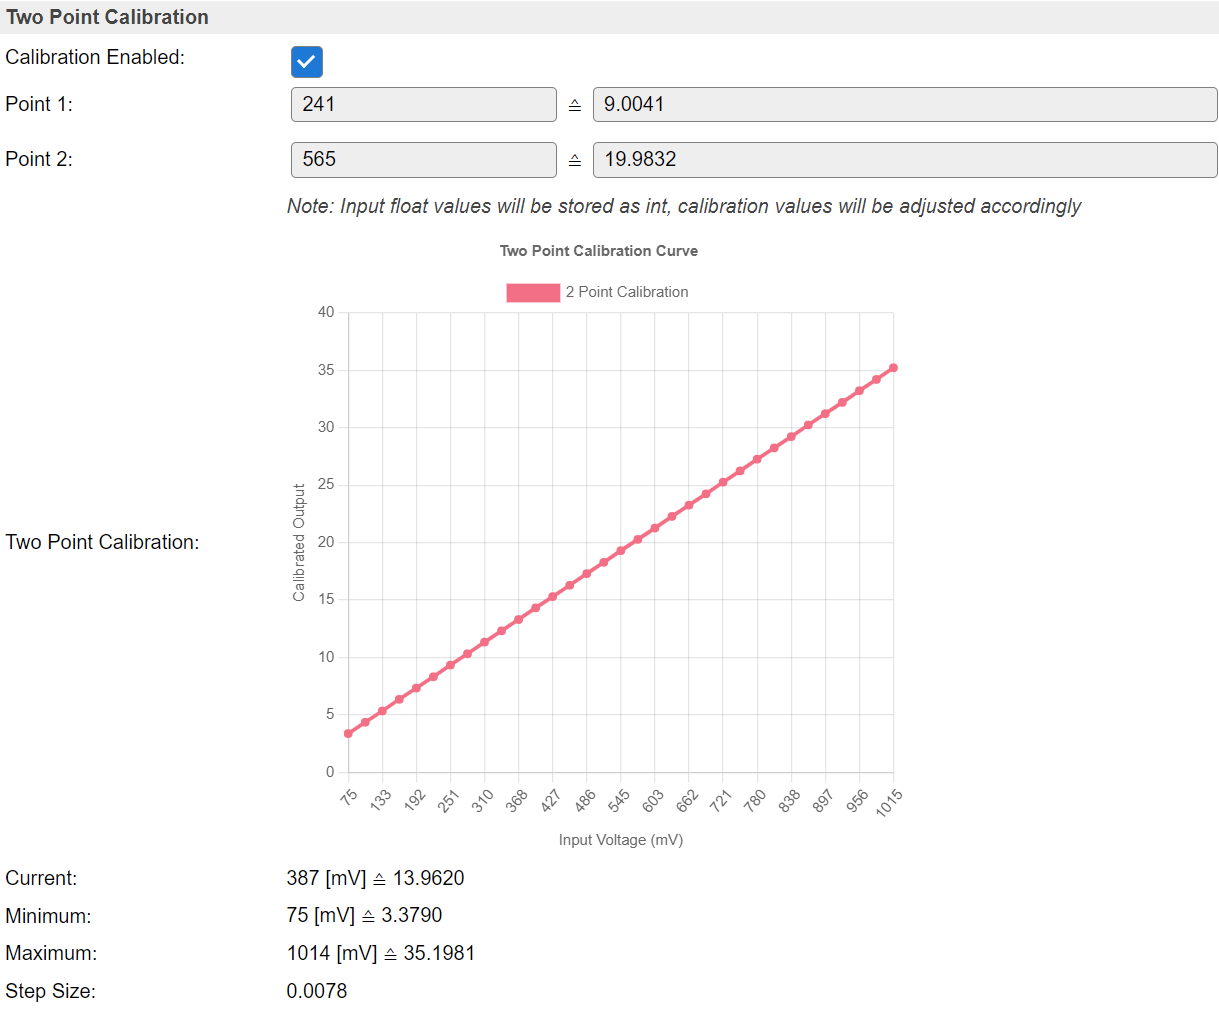 Two Point Calibration
Calibration Enabled:
Point 1: 241 ≙ 9.0041
Point 2: 565 ≙ 19.9832
Note: Input float values will be stored as int, calibration values will be adjusted accordingly
Two Point Calibration:
Two Point Calibration Curve
2 Point Calibration
Calibrated Output
40
35
30
25
20
15
10
5
0
75 133 192 251 310 368 427 486 545 603 662 721 780 838 897 956 1015
Input Voltage (mV)
Current: 387 [mV] ≙ 13.9620
Minimum: 75 [mV] ≙ 3.3790
Maximum: 1014 [mV] ≙ 35.1981
Step Size: 0.0078